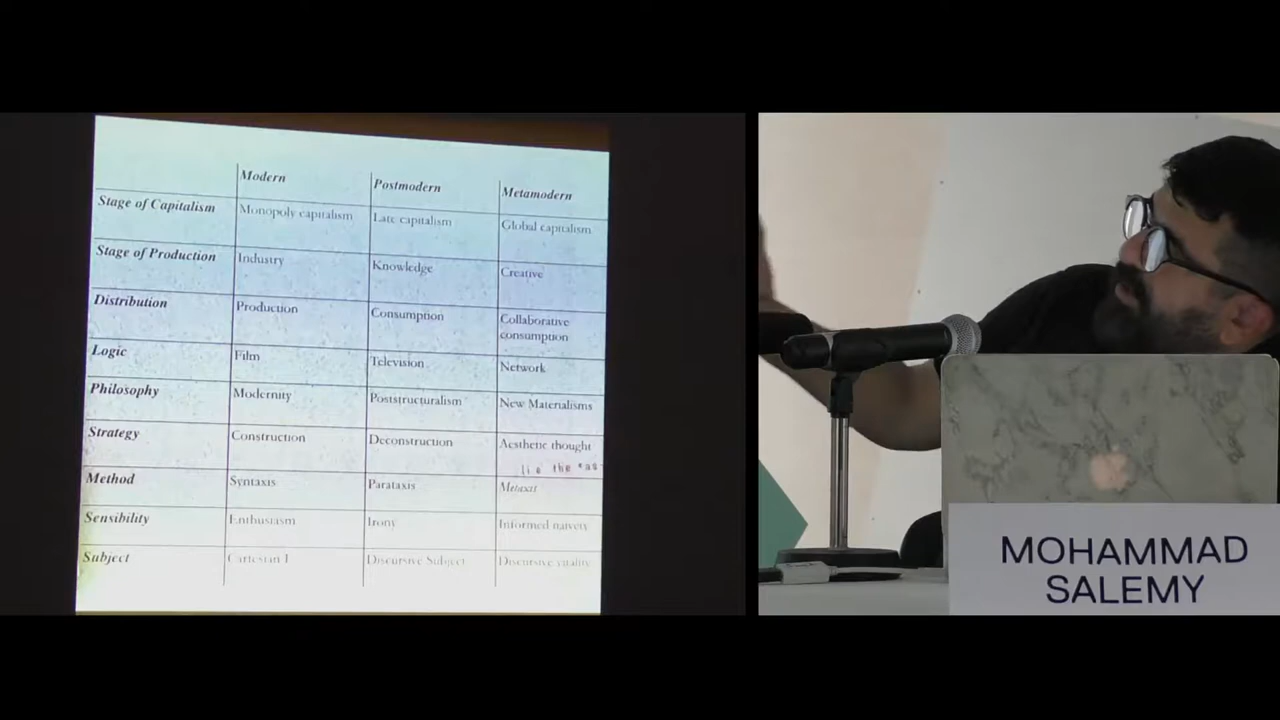 Modern Postmodern Metamodern
Stage of Capitalism Monopoly capitalism Late capitalism Global capitalism
Stage of Production Industry Knowledge Creative
Distribution Production Consumption Collaborative
consumption
Logic Film Television Network
Philosophy Modernity Poststructuralism New Materialisms
Strategy Construction Deconstruction Aesthetic thought
the
Method Syntaxis Parataxis
Sensibility Enthusiasm Irony Informed naivety
Subject Cartesian I Discursive Subject Discursive
MOHAMMAD
SALEMY